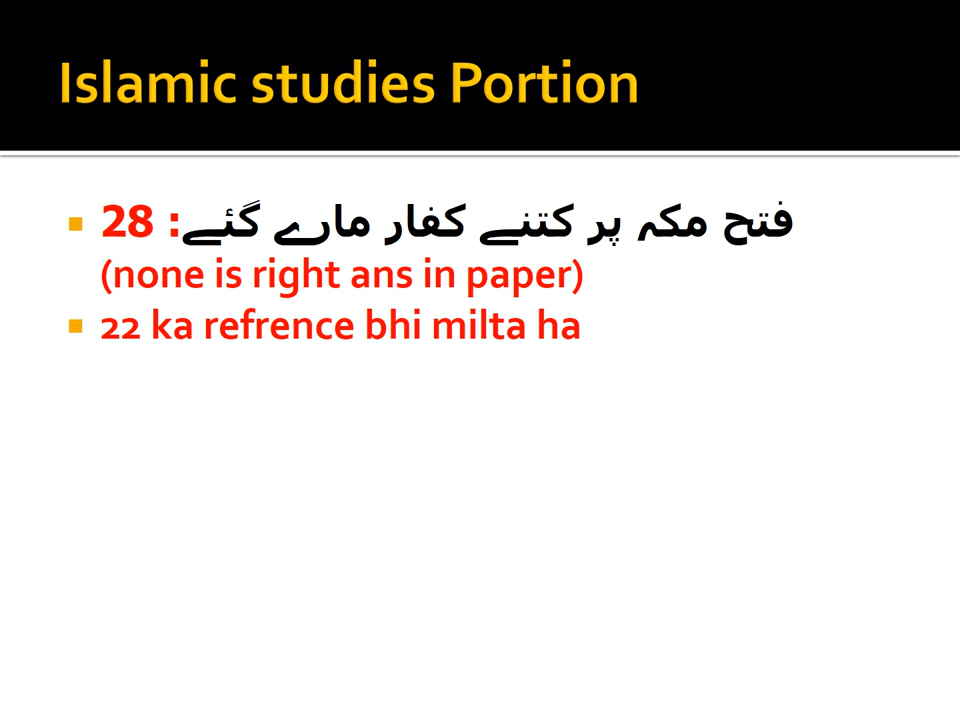 Islamic studies Portion
فتح مکہ پر کتنے کفار مارے گئے: 28
(none is right ans in paper)
22 ka refrence bhi milta ha